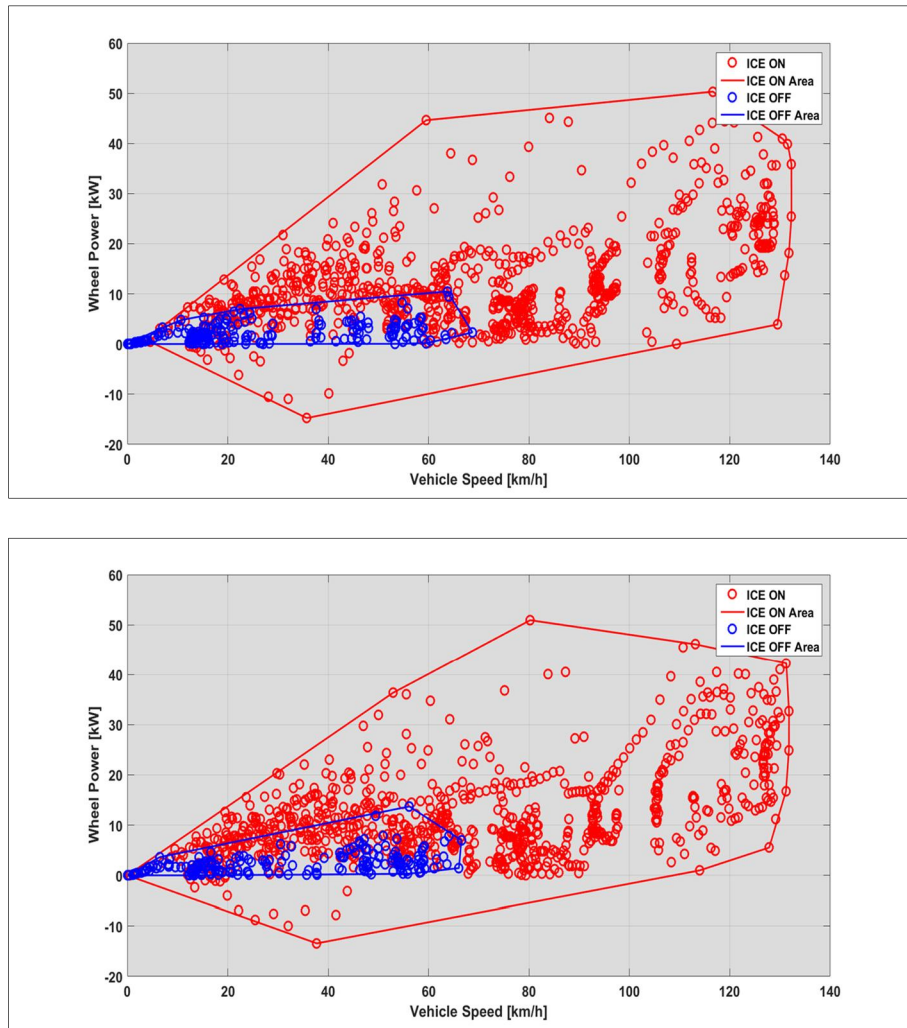 60
50
40
30
20
10
0
-10
-20
Wheel Power [kW]
ICE ON
ICE ON Area
ICE OFF
ICE OFF Area
0 20 40 60 80 100 120 140
Vehicle Speed [km/h]
60
50
40
30
20
10
0
-10
-20
Wheel Power [kW]
ICE ON
ICE ON Area
ICE OFF
ICE OFF Area
0 20 40 60 80 100 120 140
Vehicle Speed [km/h]